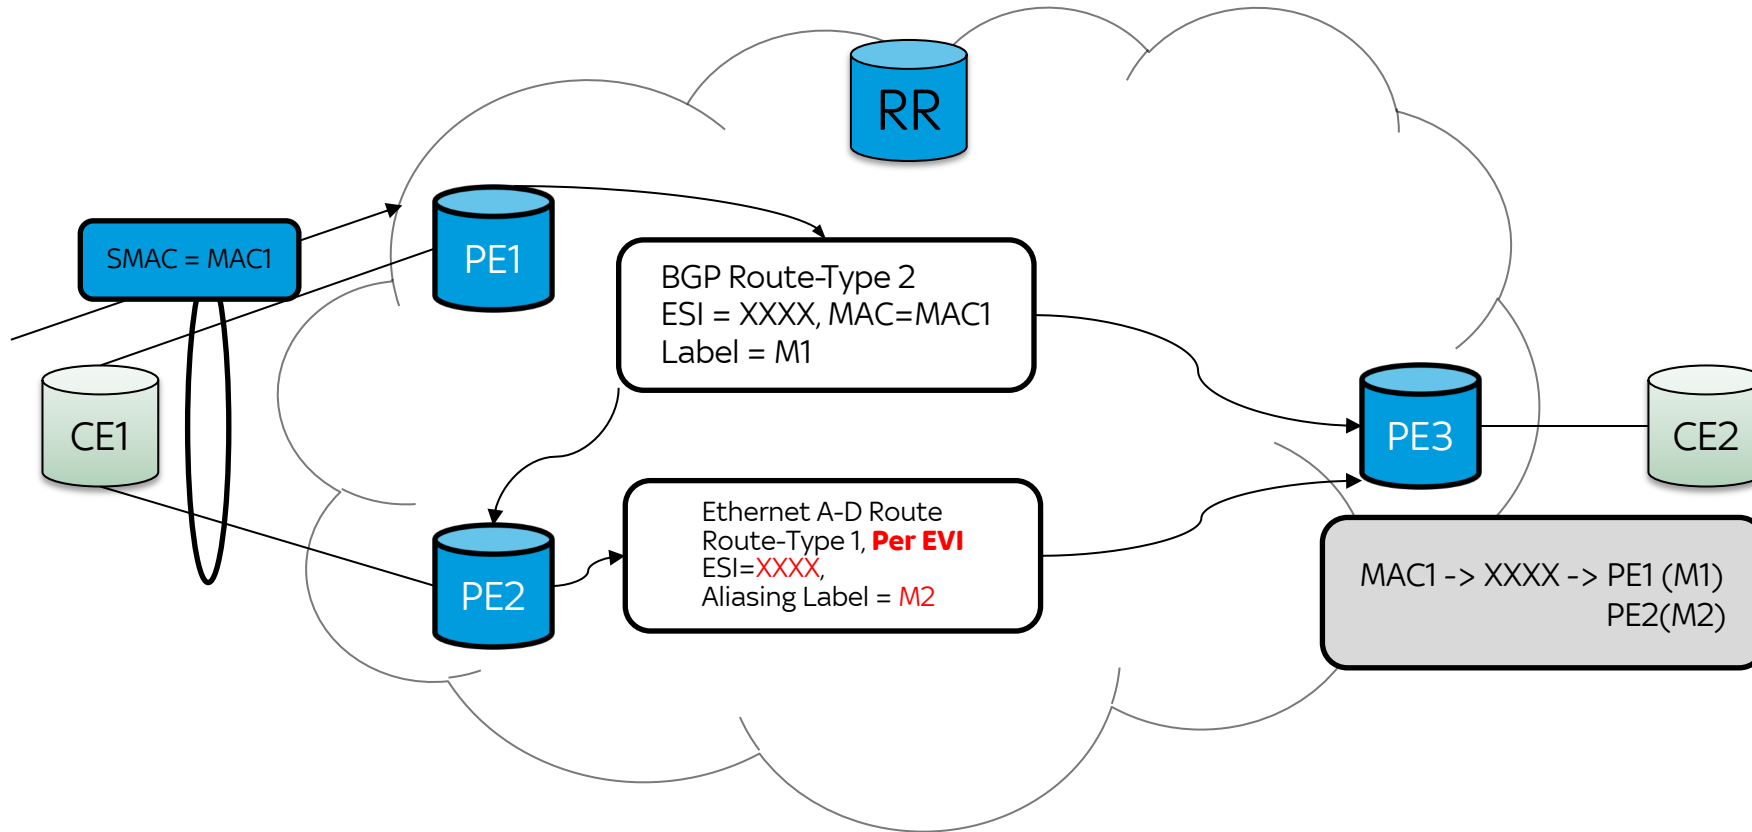 RR
PE1
SMAC = MAC1
BGP Route-Type 2
ESI = XXXX, MAC=MAC1
Label = M1
CE1
PE3
CE2
Ethernet A-D Route
Route-Type 1, Per EVI
ESI=XXXX,
Aliasing Label = M2
PE2
MAC1 -> XXXX -> PE1 (M1)
PE2(M2)